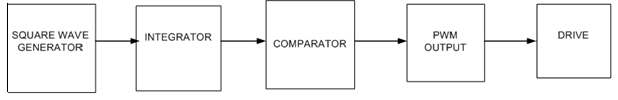 SQUARE WAVE
GENERATOR
INTEGRATOR
COMPARATOR
PWM
OUTPUT
DRIVE